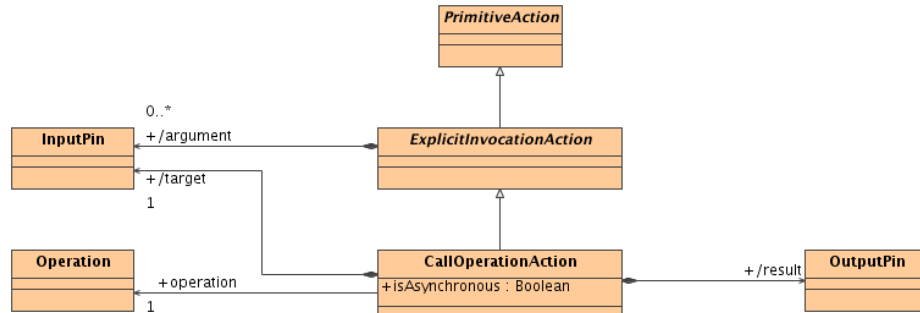 PrimitiveAction
0..*
InputPin
+/argument
ExplicitInvocationAction
+/target
1
Operation
+operation
1
CallOperationAction
+isAsynchronous : Boolean
+/result
OutputPin